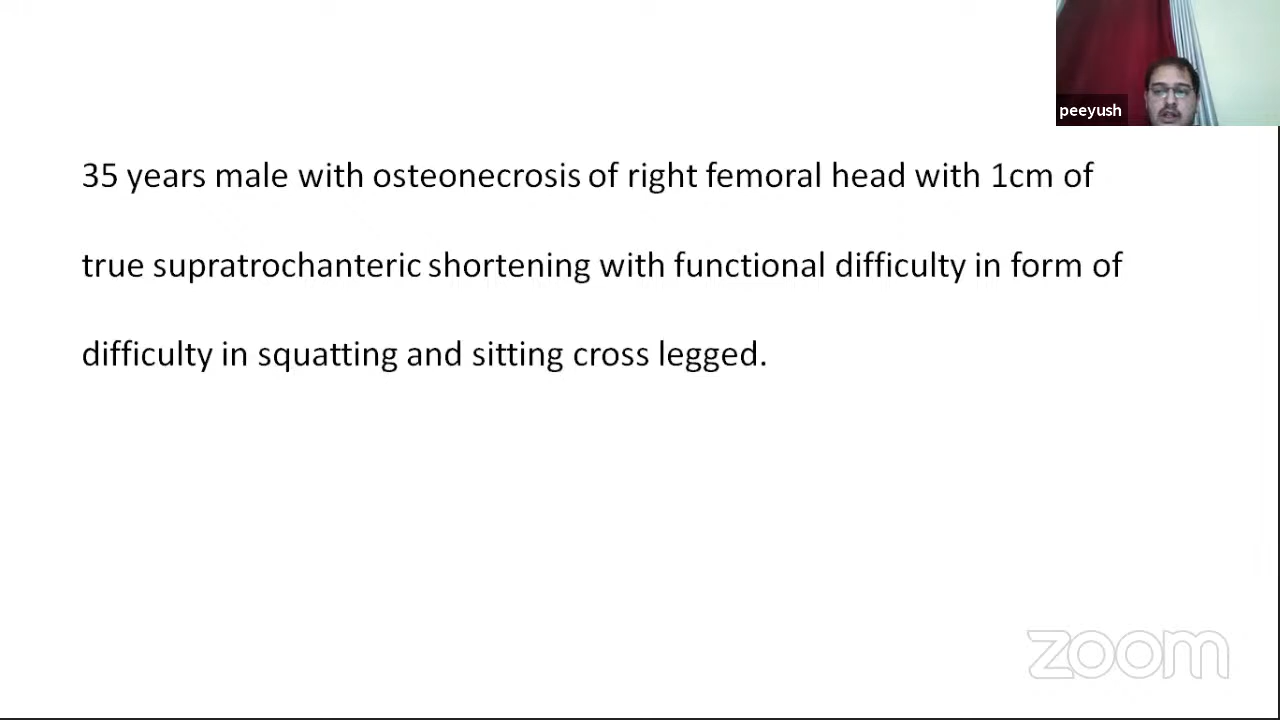 peeyush
35 years male with osteonecrosis of right femoral head with 1cm of
true supratrochanteric shortening with functional difficulty in form of
difficulty in squatting and sitting cross legged.
zoom